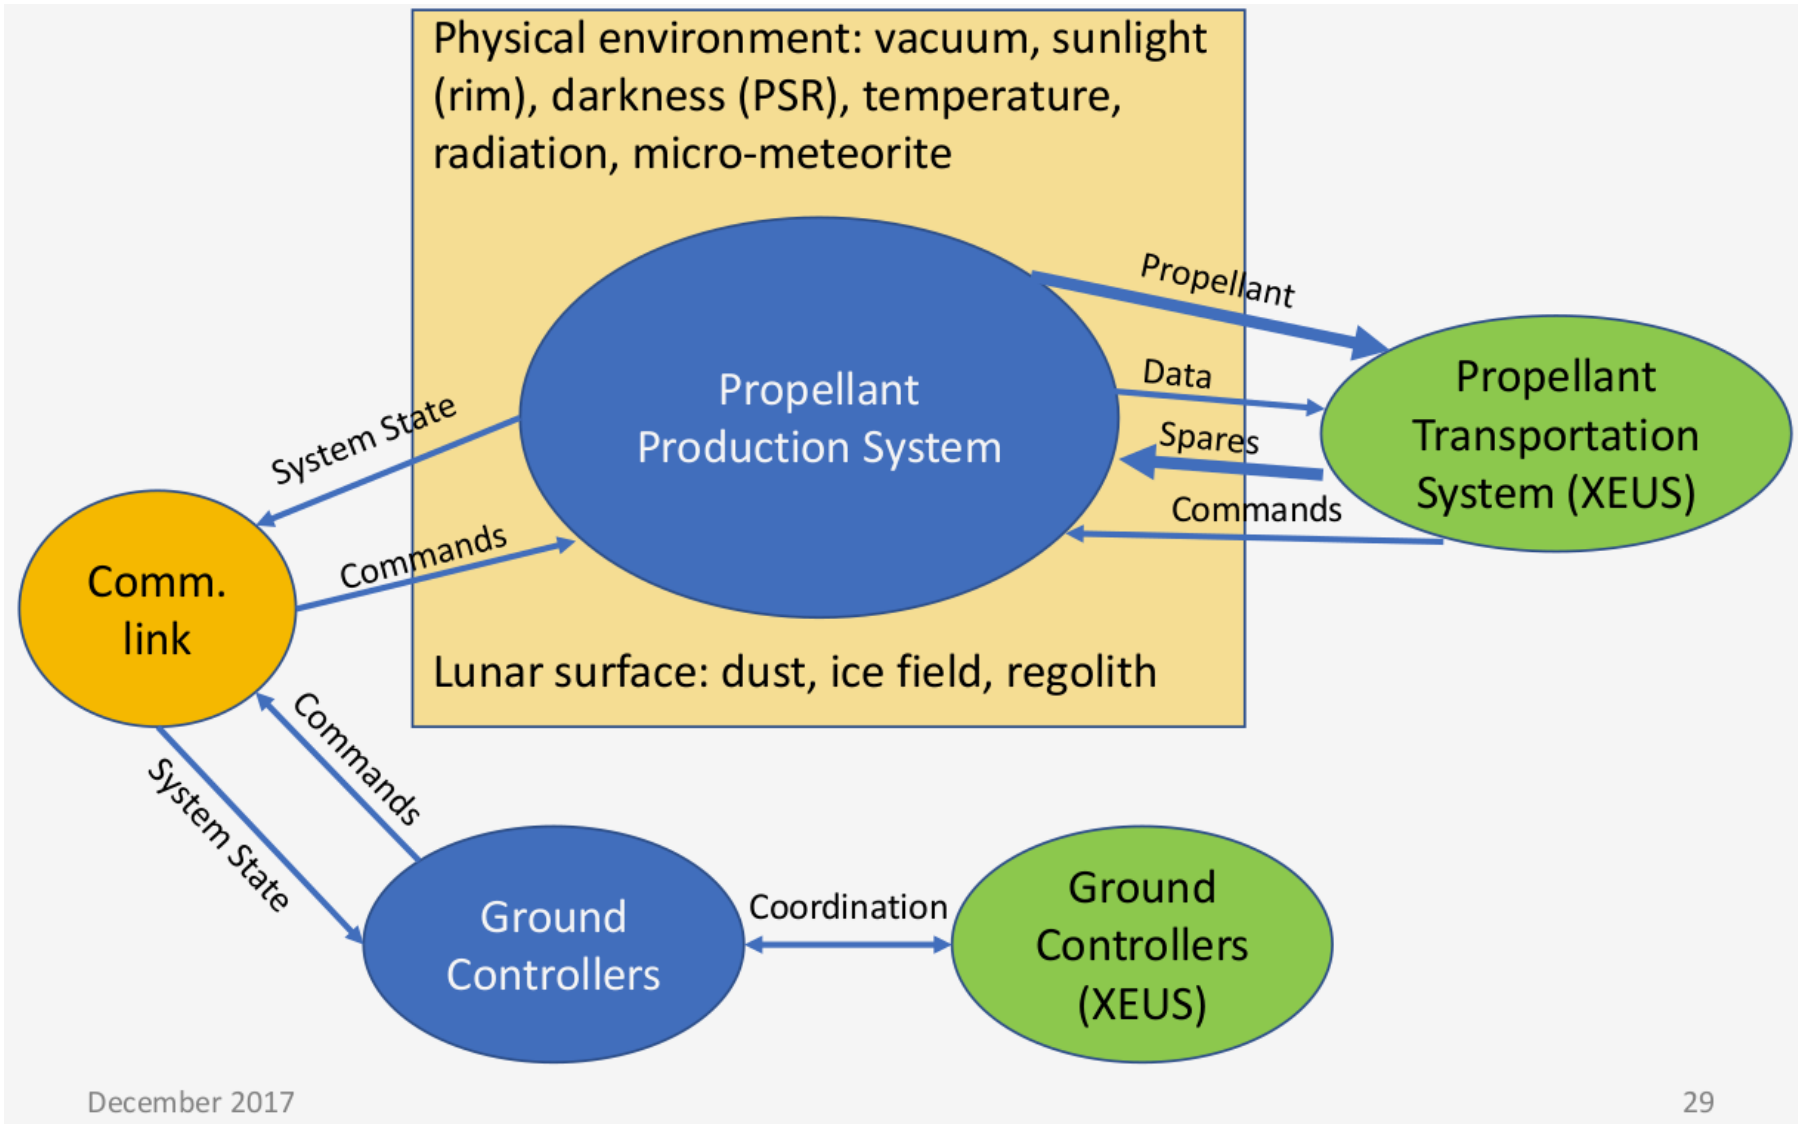 Physical environment: vacuum, sunlight
(rim), darkness (PSR), temperature,
radiation, micro-meteorite
Propellant
Data
Spares
Commands
Propellant
Production System
Propellant
Transportation
System (XEUS)
System State
Commands
Comm.
link
Lunar surface: dust, ice field, regolith
Commands
System State
Ground
Controllers
Coordination
Ground
Controllers
(XEUS)
December 2017
29